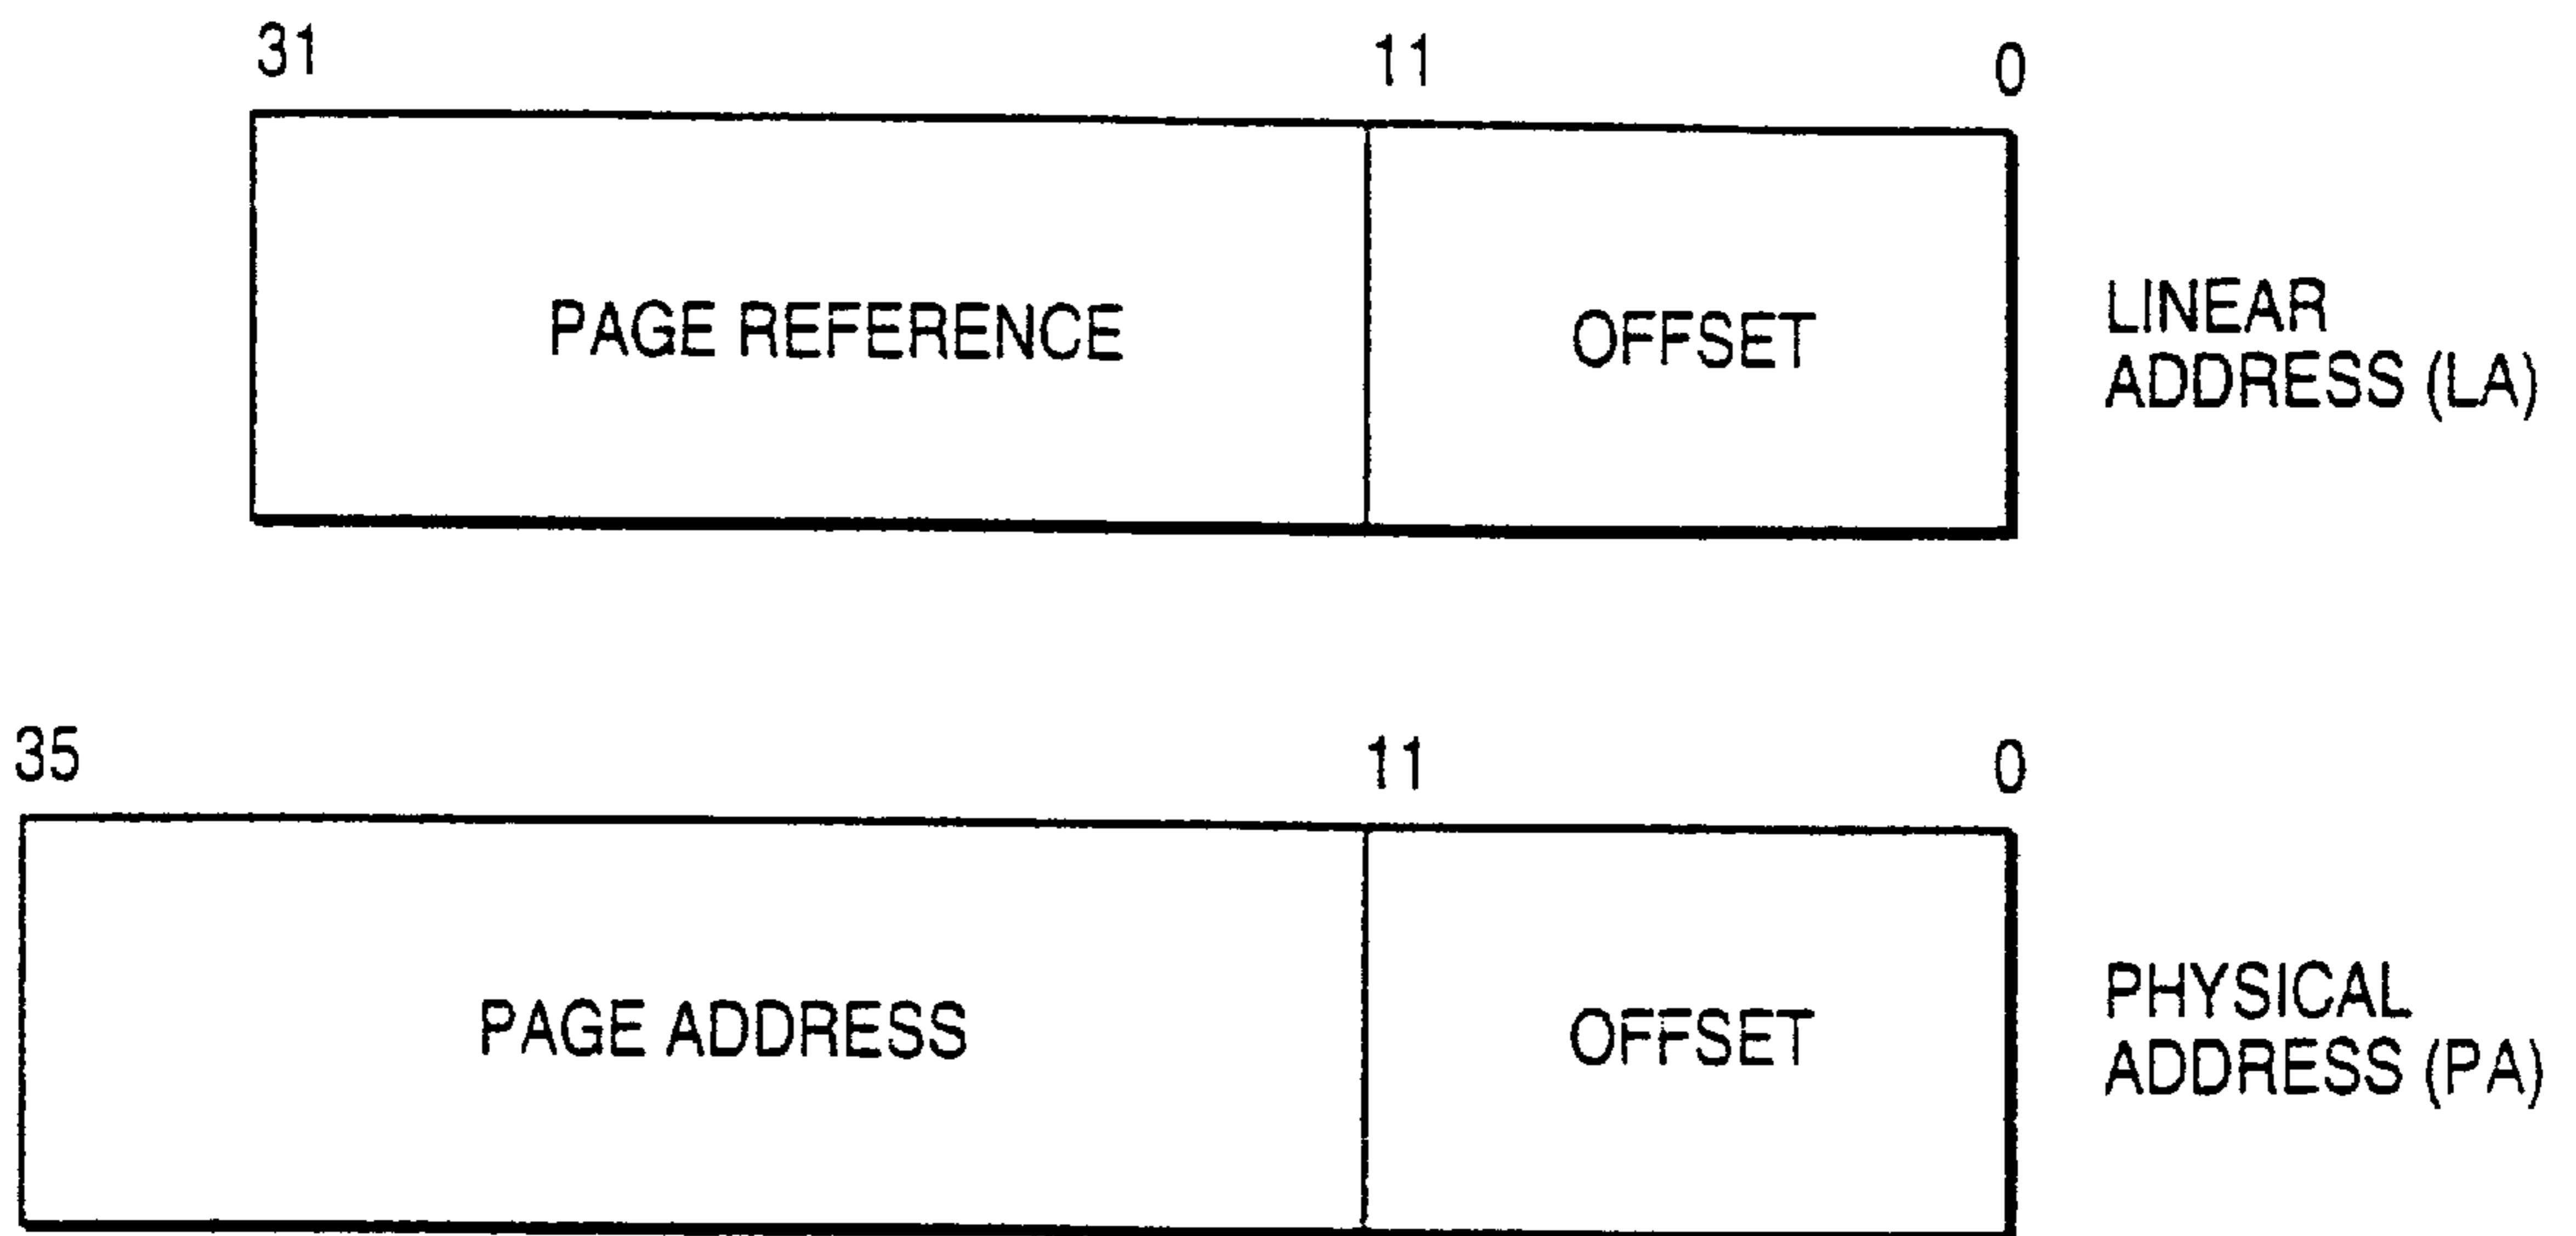 31 11 0
PAGE REFERENCE OFFSET
LINEAR
ADDRESS (LA)
35 11 0
PAGE ADDRESS OFFSET
PHYSICAL
ADDRESS (PA)